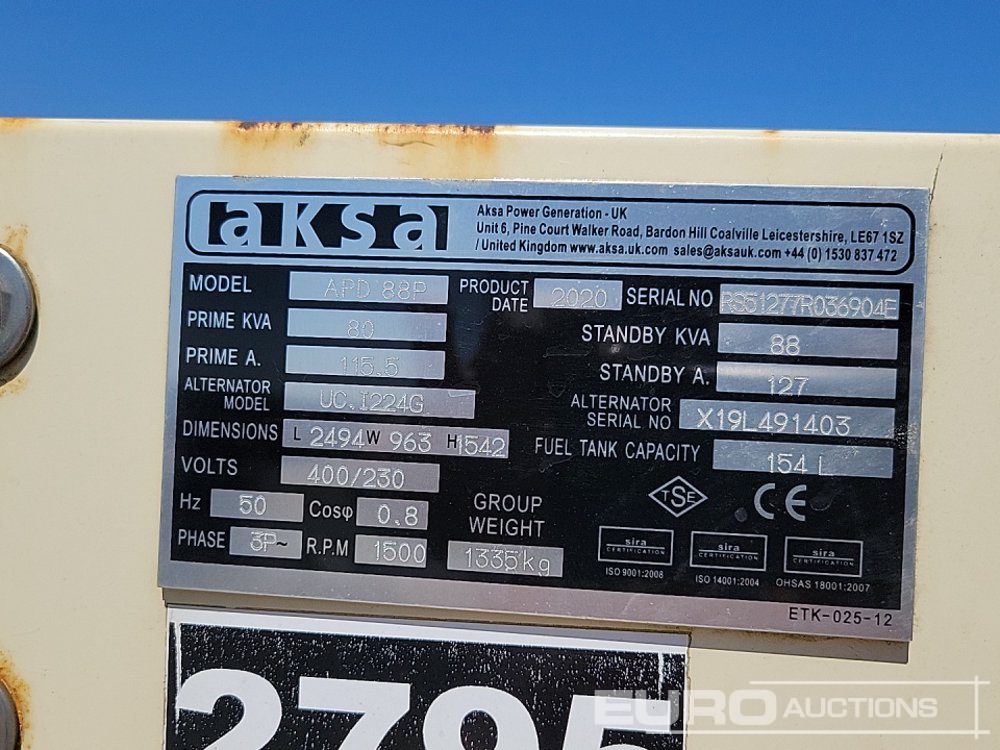 aksa
Aksa Power Generation - UK
Unit 6, Pine Court Walker Road, Bardon Hill Coalville Leicestershire, LE67 1SZ
/ United Kingdom www.aksa.uk.com sales@aksauk.com +44 (0) 1530 837 472
MODEL APD 88P PRODUCT DATE 2020 SERIAL NO RS51277R036904E
PRIME KVA 80 STANDBY KVA 88
PRIME A. 115.5 STANDBY A. 127
ALTERNATOR MODEL UC.I224G ALTERNATOR SERIAL NO X19L491403
DIMENSIONS L 2494 W 963 H 1542 FUEL TANK CAPACITY 154 L
VOLTS 400/230
Hz 50 Cosφ 0.8 GROUP WEIGHT 1335kg
PHASE 3P~ R.P.M 1500
TSE CE
sira CERTIFICATION sira CERTIFICATION sira CERTIFICATION
ISO 9001:2008 ISO 14001:2004 OHSAS 18001:2007
ETK-025-12
2795
EURO AUCTIONS